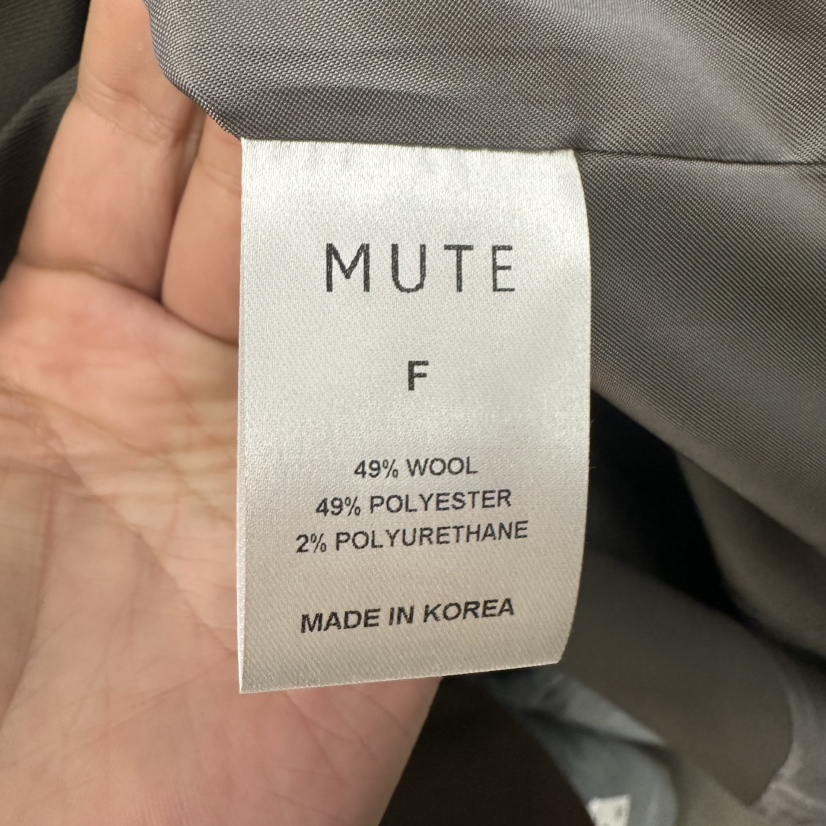 MUTE
F
49% WOOL
49% POLYESTER
2% POLYURETHANE
MADE IN KOREA